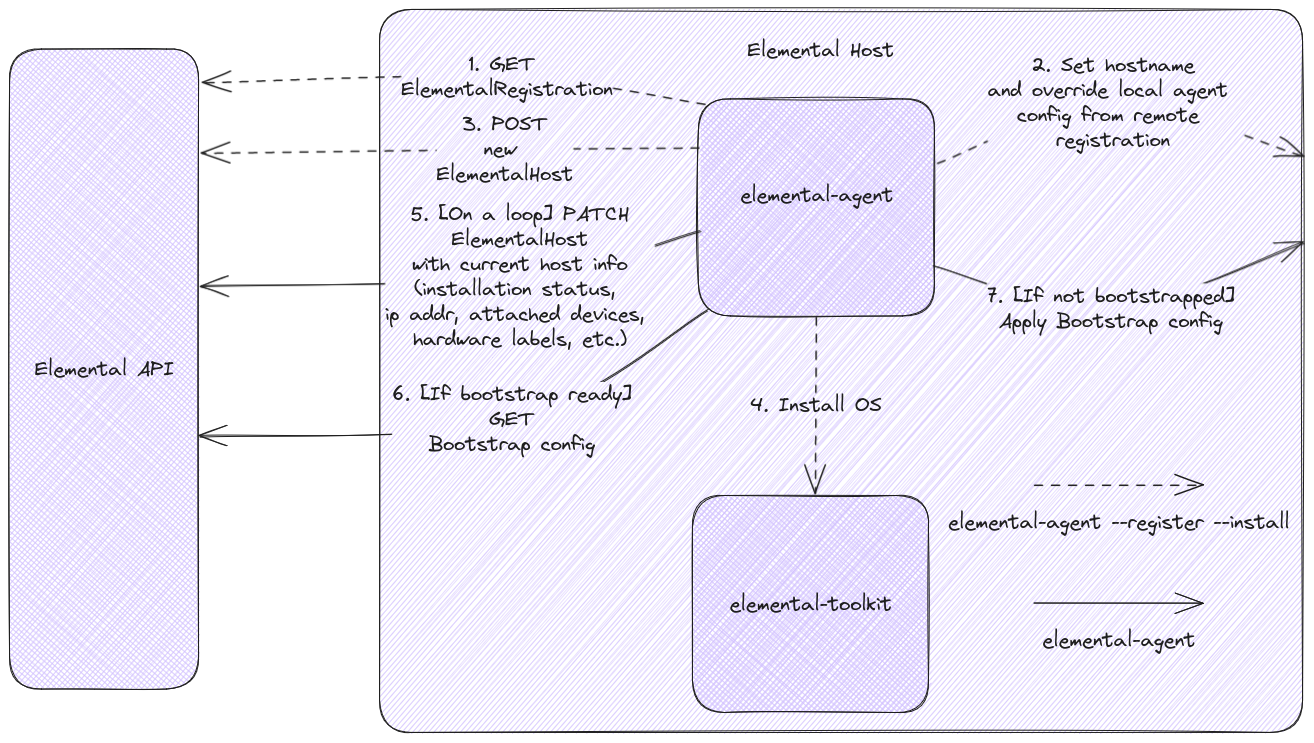 Elemental Host
1. GET
ElementalRegistration
2. Set hostname
and override local agent
config from remote
registration
3. POST
new
ElementalHost
elemental-agent
5. [On a loop] PATCH
ElementalHost
with current host info
(installation status,
ip addr, attached devices,
hardware labels, etc.)
7. [If not bootstrapped]
Apply Bootstrap config
Elemental API
6. [If bootstrap ready]
GET
Bootstrap config
4. Install OS
elemental-agent --register --install
elemental-toolkit
elemental-agent